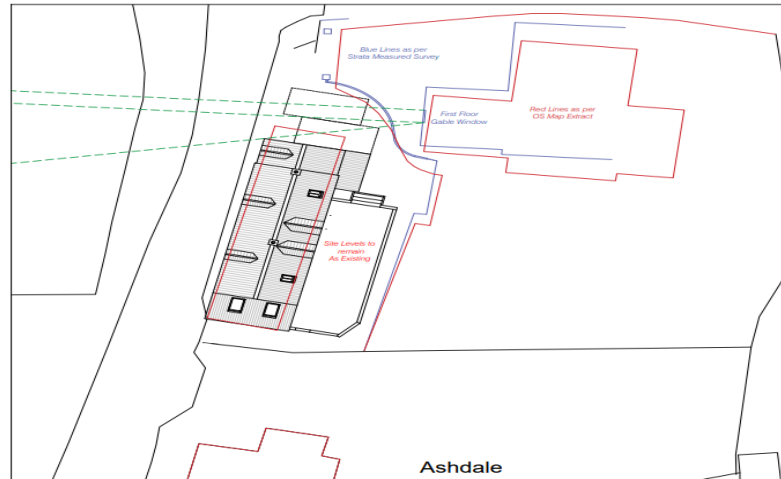 Blue Lines as per
Strata Measured Survey
First Floor
Gable Window
Red Lines as per
OS Map Extract
Site Levels to
remain
As Existing
Ashdale